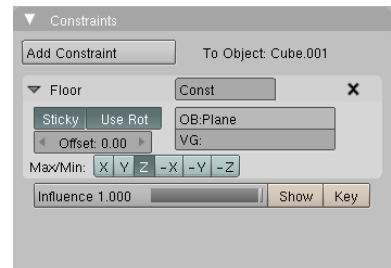 Constraints
Add Constraint To Object: Cube.001
Floor Const
Sticky Use Rot OB:Plane
Offset: 0.00 VG:
Max/Min: X Y Z -X -Y -Z
Influence 1.000 Show Key